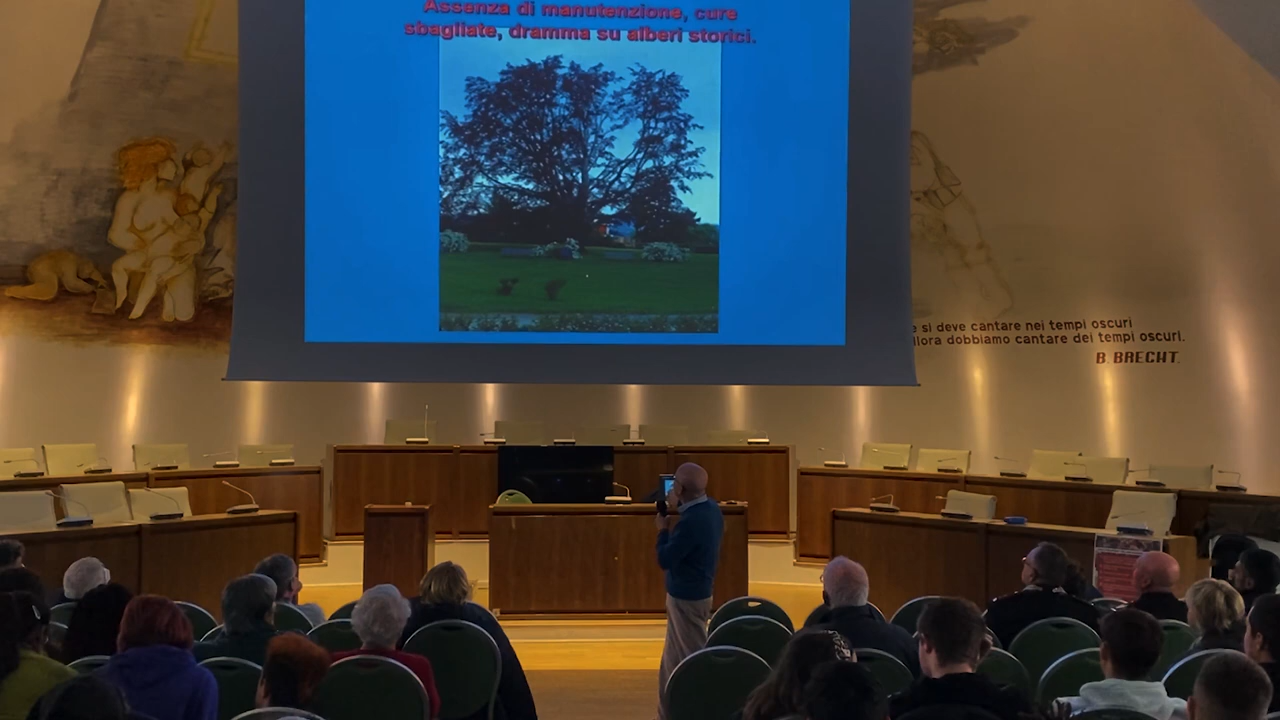 Assenza di manutenzione, cure
sbagliate, dramma su alberi storici.
e si deve cantare nei tempi oscuri
llora dobbiamo cantare dei tempi oscuri.
B. BRECHT.